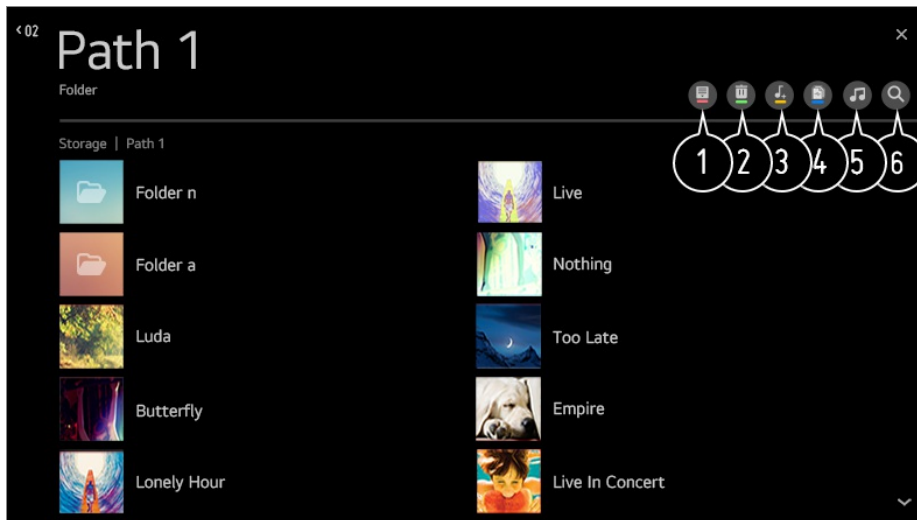 <02
Path 1
Folder
Storage | Path 1
1 2 3 4 5 6
Folder n
Live
Folder a
Nothing
Luda
Too Late
Butterfly
Empire
Lonely Hour
Live In Concert